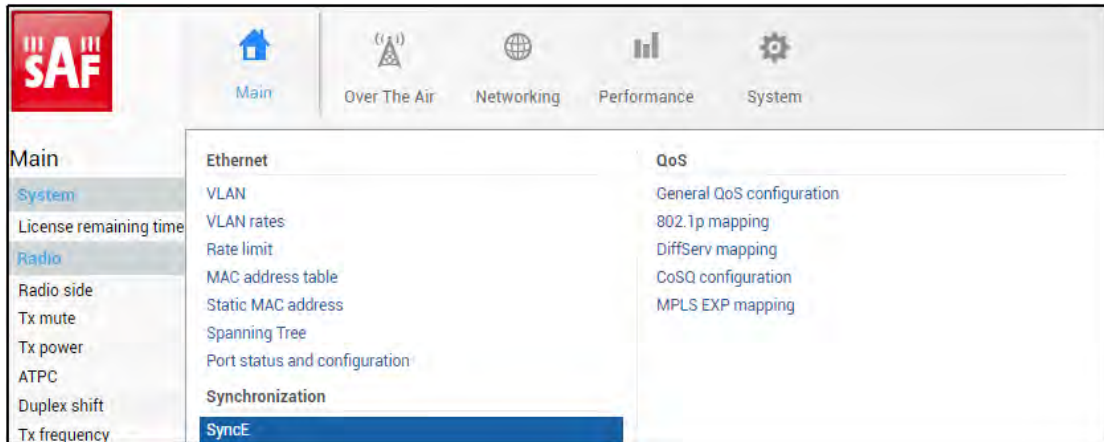 SAF
Main
Over The Air
Networking
Performance
System
Main
System
License remaining time
Radio
Radio side
Tx mute
Tx power
ATPC
Duplex shift
Tx frequency
Ethernet
VLAN
VLAN rates
Rate limit
MAC address table
Static MAC address
Spanning Tree
Port status and configuration
Synchronization
SyncE
QoS
General QoS configuration
802.1p mapping
DiffServ mapping
CoSQ configuration
MPLS EXP mapping